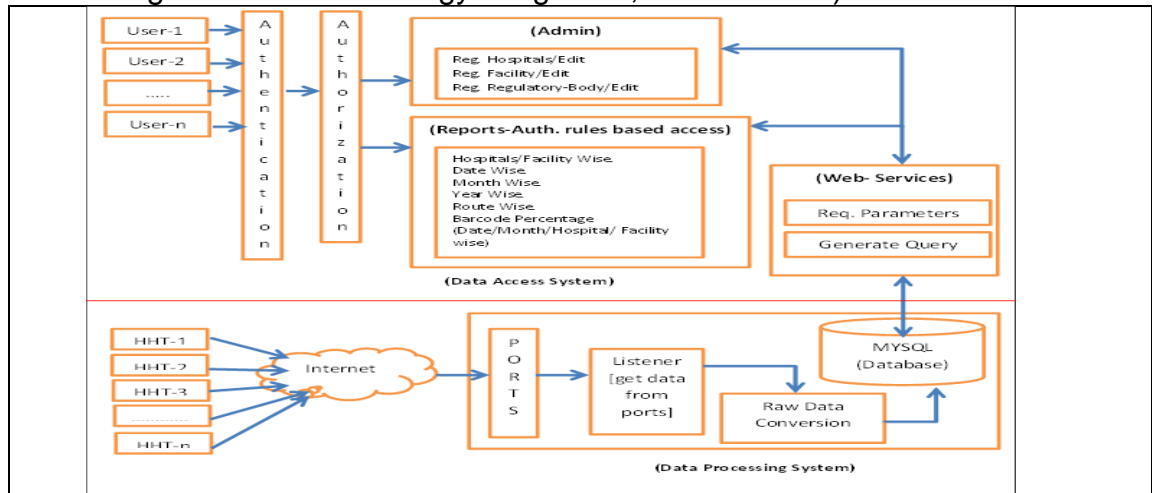 User-1
User-2
.....
User-n
Authentication
Authorization
(Admin)
Reg. Hospitals/Edit
Reg. Facility/Edit
Reg. Regulatory-Body/Edit
(Reports-Auth. rules based access)
Hospitals/Facility Wise.
Date Wise.
Month Wise.
Year Wise.
Route Wise.
Barcode Percentage
(Date/Month/Hospital/ Facility
wise)
(Data Access System)
(Web- Services)
Req. Parameters
Generate Query
HHT-1
HHT-2
HHT-3
............
HHT-n
Internet
PORTS
Listener
[get data
from
ports]
Raw Data
Conversion
MYSQL
(Database)
(Data Processing System)